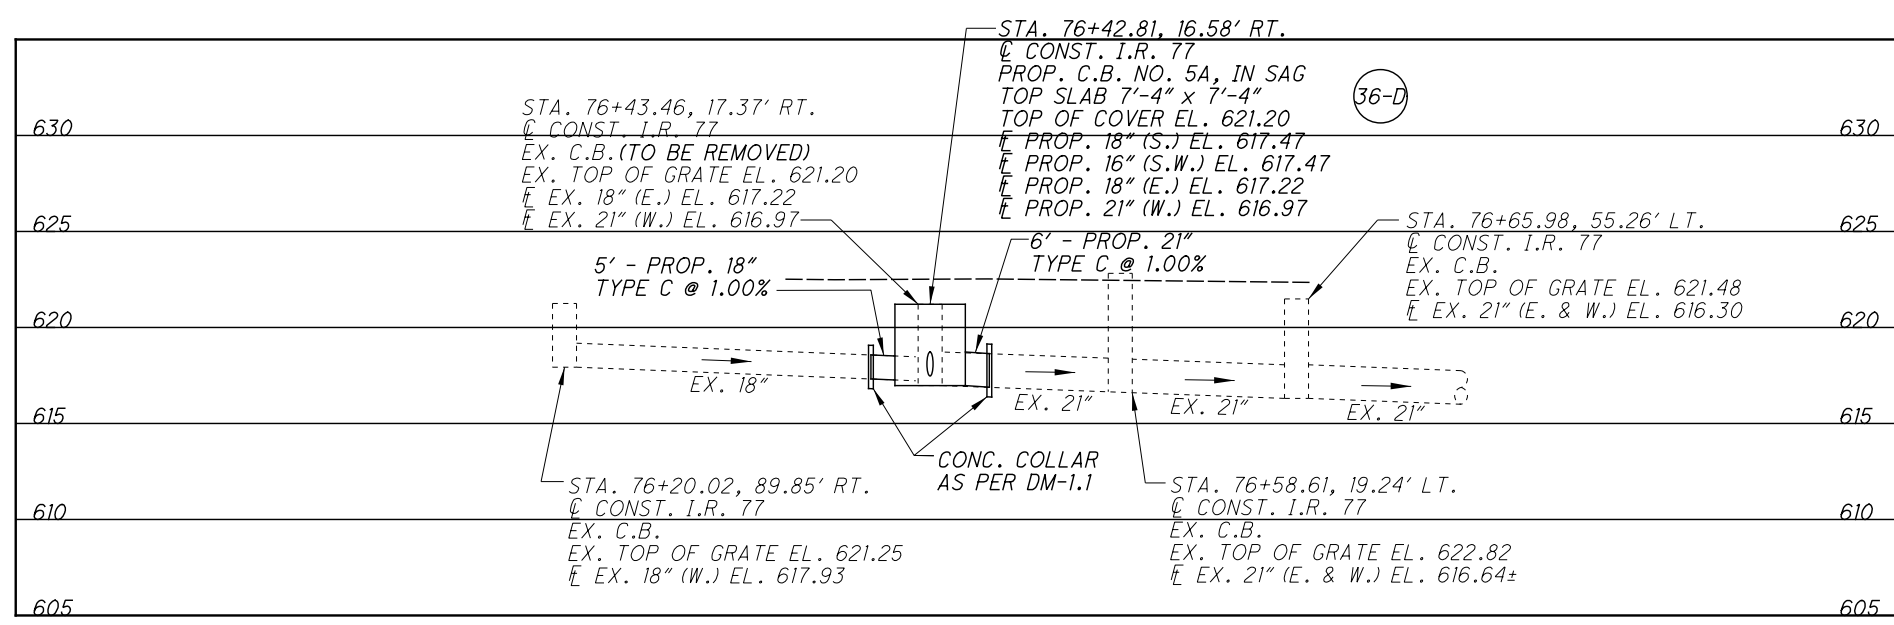 STA. 76+42.81, 16.58' RT.
℄ CONST. I.R. 77
PROP. C.B. NO. 5A, IN SAG
TOP SLAB 7'-4" x 7'-4"
TOP OF COVER EL. 621.20
PROP. 18" (S.) EL. 617.47
PROP. 16" (S.W.) EL. 617.47
PROP. 18" (E.) EL. 617.22
PROP. 21" (W.) EL. 616.97
36-D
STA. 76+43.46, 17.37' RT.
℄ CONST. I.R. 77
EX. C.B. (TO BE REMOVED)
EX. TOP OF GRATE EL. 621.20
EX. 18" (E.) EL. 617.22
EX. 21" (W.) EL. 616.97
630
630
625
625
STA. 76+65.98, 55.26' LT.
℄ CONST. I.R. 77
EX. C.B.
EX. TOP OF GRATE EL. 621.48
EX. 21" (E. & W.) EL. 616.30
5' - PROP. 18"
TYPE C @ 1.00%
6' - PROP. 21"
TYPE C @ 1.00%
620
620
EX. 18"
EX. 21"
EX. 21"
EX. 21"
615
615
CONC. COLLAR
AS PER DM-1.1
STA. 76+20.02, 89.85' RT.
℄ CONST. I.R. 77
EX. C.B.
EX. TOP OF GRATE EL. 621.25
EX. 18" (W.) EL. 617.93
STA. 76+58.61, 19.24' LT.
℄ CONST. I.R. 77
EX. C.B.
EX. TOP OF GRATE EL. 622.82
EX. 21" (E. & W.) EL. 616.64±
610
610
605
605